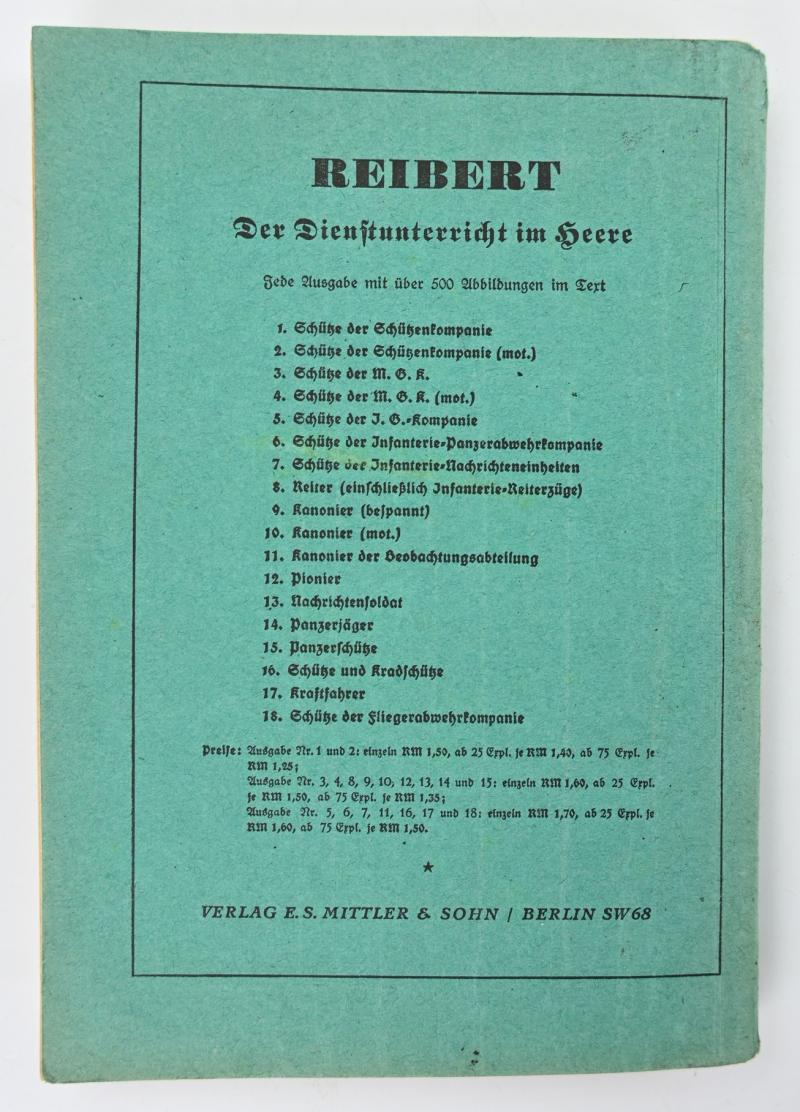 REIBERT
Der Dienſtunterricht im Heere
Jede Ausgabe mit über 500 Abbildungen im Text
1. Schütze der Schützenkompanie
2. Schütze der Schützenkompanie (mot.)
3. Schütze der M. G. K.
4. Schütze der M. G. K. (mot.)
5. Schütze der J. G.-Kompanie
6. Schütze der Infanterie-Panzerabwehrkompanie
7. Schütze der Infanterie-Nachrichteneinheiten
8. Reiter (einſchließlich Infanterie-Reiterzüge)
9. Kanonier (beſpannt)
10. Kanonier (mot.)
11. Kanonier der Beobachtungsabteilung
12. Pionier
13. Nachrichtenſoldat
14. Panzerjäger
15. Panzerſchütze
16. Schütze und Kradſchütze
17. Kraftfahrer
18. Schütze der Fliegerabwehrkompanie
Preiſe: Ausgabe Nr. 1 und 2: einzeln RM 1,50, ab 25 Expl. je RM 1,40, ab 75 Expl. je
RM 1,25;
Ausgabe Nr. 3, 4, 8, 9, 10, 12, 13, 14 und 15: einzeln RM 1,60, ab 25 Expl.
je RM 1,50, ab 75 Expl. je RM 1,35;
Ausgabe Nr. 5, 6, 7, 11, 16, 17 und 18: einzeln RM 1,70, ab 25 Expl. je
RM 1,60, ab 75 Expl. je RM 1,50.
VERLAG E. S. MITTLER & SOHN / BERLIN SW 68